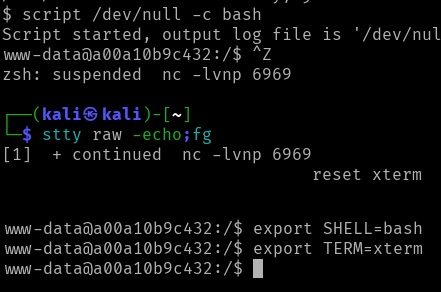 $ script /dev/null -c bash
Script started, output log file is '/dev/nul
www-data@a00a10b9c432:/$ ^Z
zsh: suspended  nc -lvnp 6969
┌──(kali㉿kali)-[~]
└─$ stty raw -echo;fg
[1]  + continued  nc -lvnp 6969
reset xterm
www-data@a00a10b9c432:/$ export SHELL=bash
www-data@a00a10b9c432:/$ export TERM=xterm
www-data@a00a10b9c432:/$